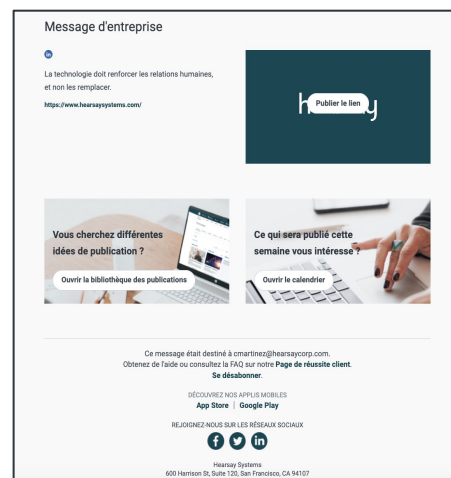 Message d'entreprise
in
La technologie doit renforcer les relations humaines,
et non les remplacer.
https://www.hearsaysystems.com/
Publier le lien
Vous cherchez différentes
idées de publication ?
Ouvrir la bibliothèque des publications
Ce qui sera publié cette
semaine vous intéresse ?
Ouvrir le calendrier
Ce message était destiné à cmartinez@hearsaycorp.com.
Obtenez de l'aide ou consultez la FAQ sur notre Page de réussite client.
Se désabonner.
DÉCOUVREZ NOS APPLIS MOBILES
App Store | Google Play
REJOIGNEZ-NOUS SUR LES RÉSEAUX SOCIAUX
f in
Hearsay Systems
600 Harrison St, Suite 120, San Francisco, CA 94107